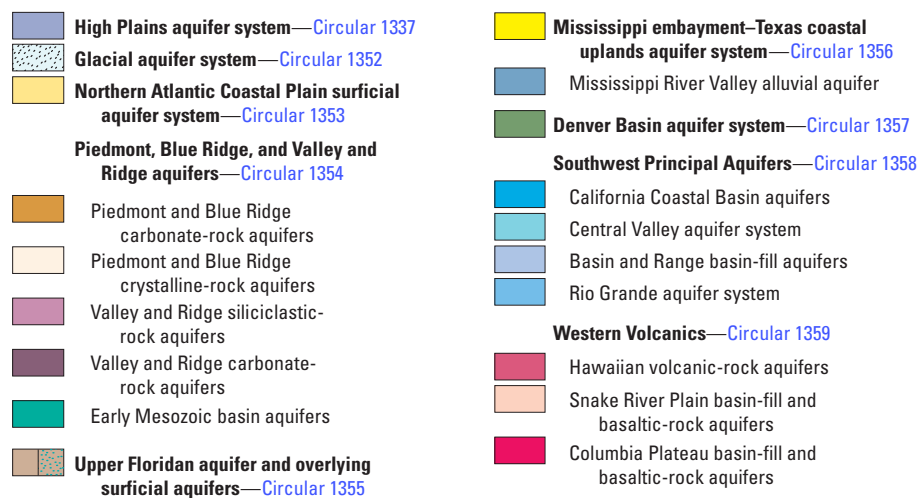 High Plains aquifer system—Circular 1337
Glacial aquifer system—Circular 1352
Northern Atlantic Coastal Plain surficial
aquifer system—Circular 1353
Piedmont, Blue Ridge, and Valley and
Ridge aquifers—Circular 1354
Piedmont and Blue Ridge
carbonate-rock aquifers
Piedmont and Blue Ridge
crystalline-rock aquifers
Valley and Ridge siliciclastic-
rock aquifers
Valley and Ridge carbonate-
rock aquifers
Early Mesozoic basin aquifers
Upper Floridan aquifer and overlying
surficial aquifers—Circular 1355
Mississippi embayment–Texas coastal
uplands aquifer system—Circular 1356
Mississippi River Valley alluvial aquifer
Denver Basin aquifer system—Circular 1357
Southwest Principal Aquifers—Circular 1358
California Coastal Basin aquifers
Central Valley aquifer system
Basin and Range basin-fill aquifers
Rio Grande aquifer system
Western Volcanics—Circular 1359
Hawaiian volcanic-rock aquifers
Snake River Plain basin-fill and
basaltic-rock aquifers
Columbia Plateau basin-fill and
basaltic-rock aquifers